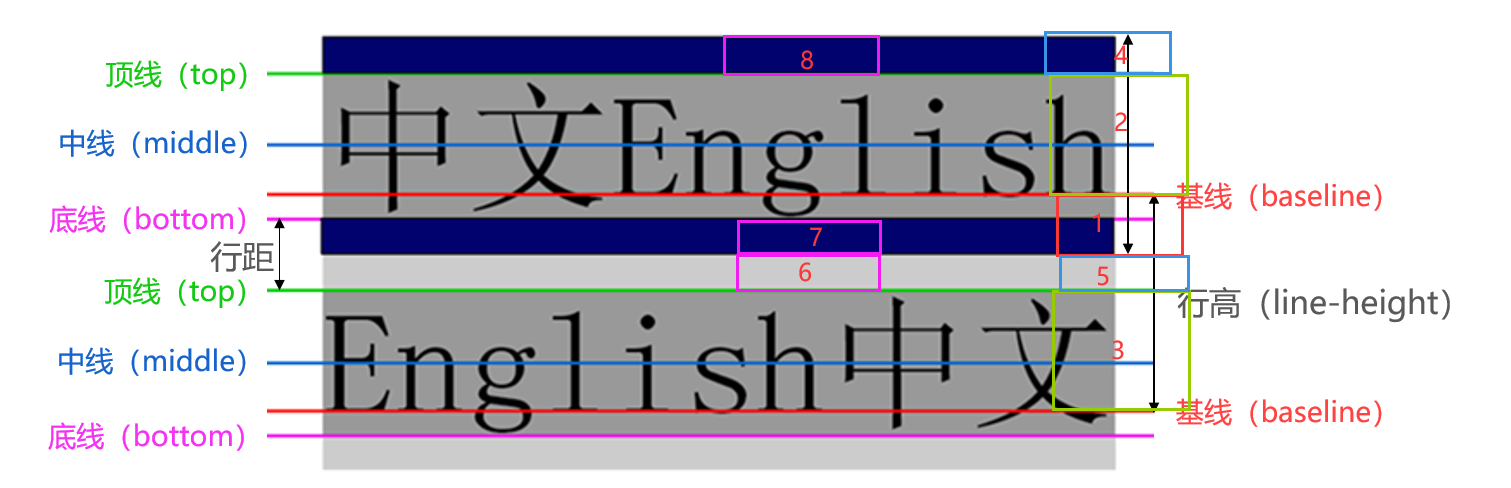 8
4
顶线（top）
中文English
2
中线（middle）
基线（baseline）
底线（bottom）
1
7
行距
6
5
顶线（top）
行高（line-height）
English中文
3
中线（middle）
基线（baseline）
底线（bottom）